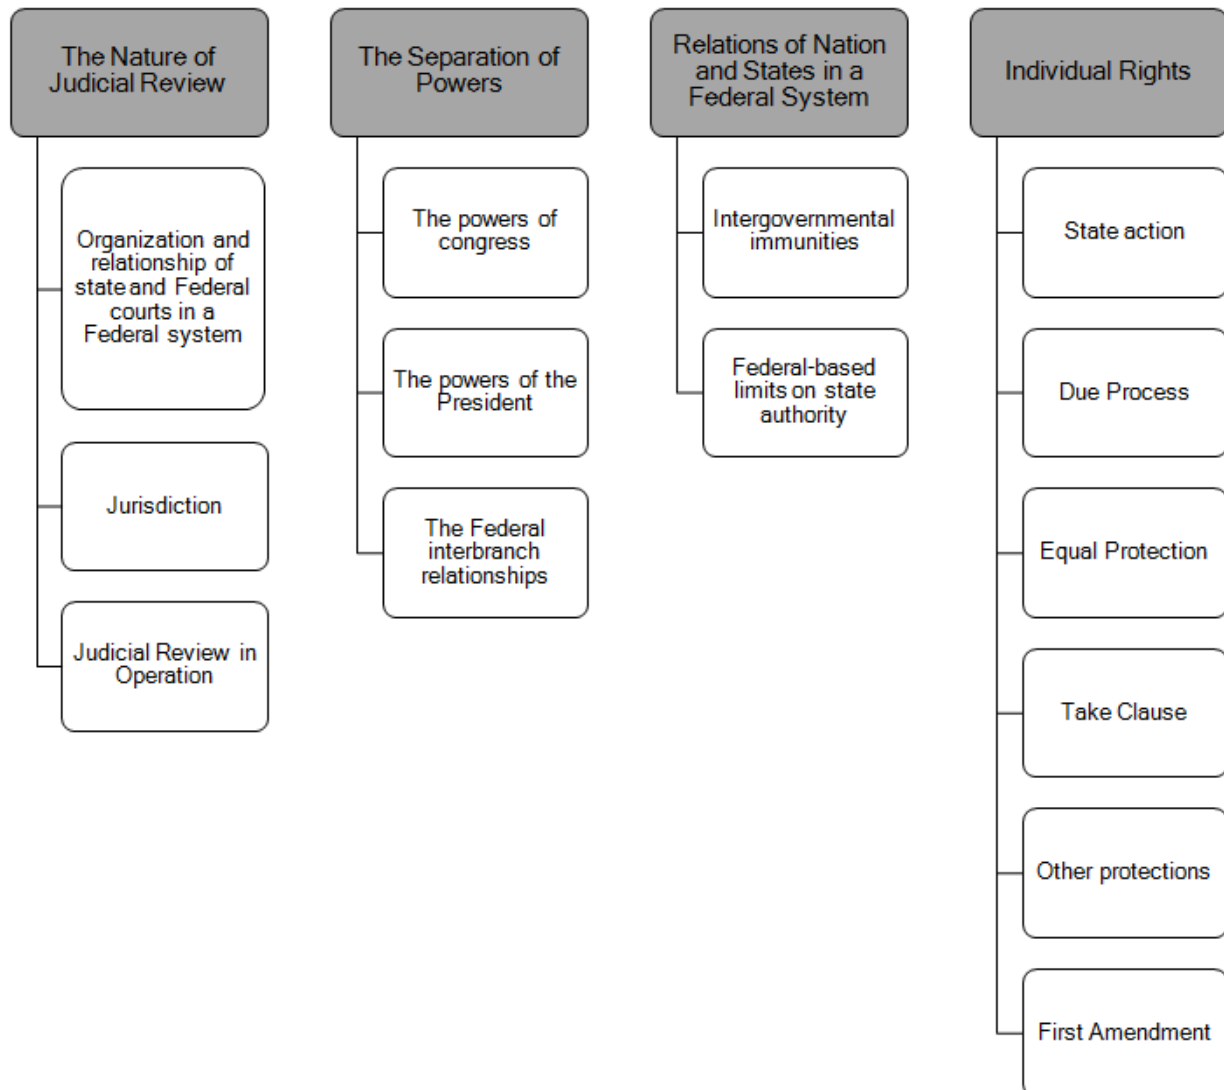 The Nature of
Judicial Review
Organization and
relationship of
state and Federal
courts in a
Federal system
Jurisdiction
Judicial Review in
Operation
The Separation of
Powers
The powers of
congress
The powers of the
President
The Federal
interbranch
relationships
Relations of Nation
and States in a
Federal System
Intergovernmental
immunities
Federal-based
limits on state
authority
Individual Rights
State action
Due Process
Equal Protection
Take Clause
Other protections
First Amendment